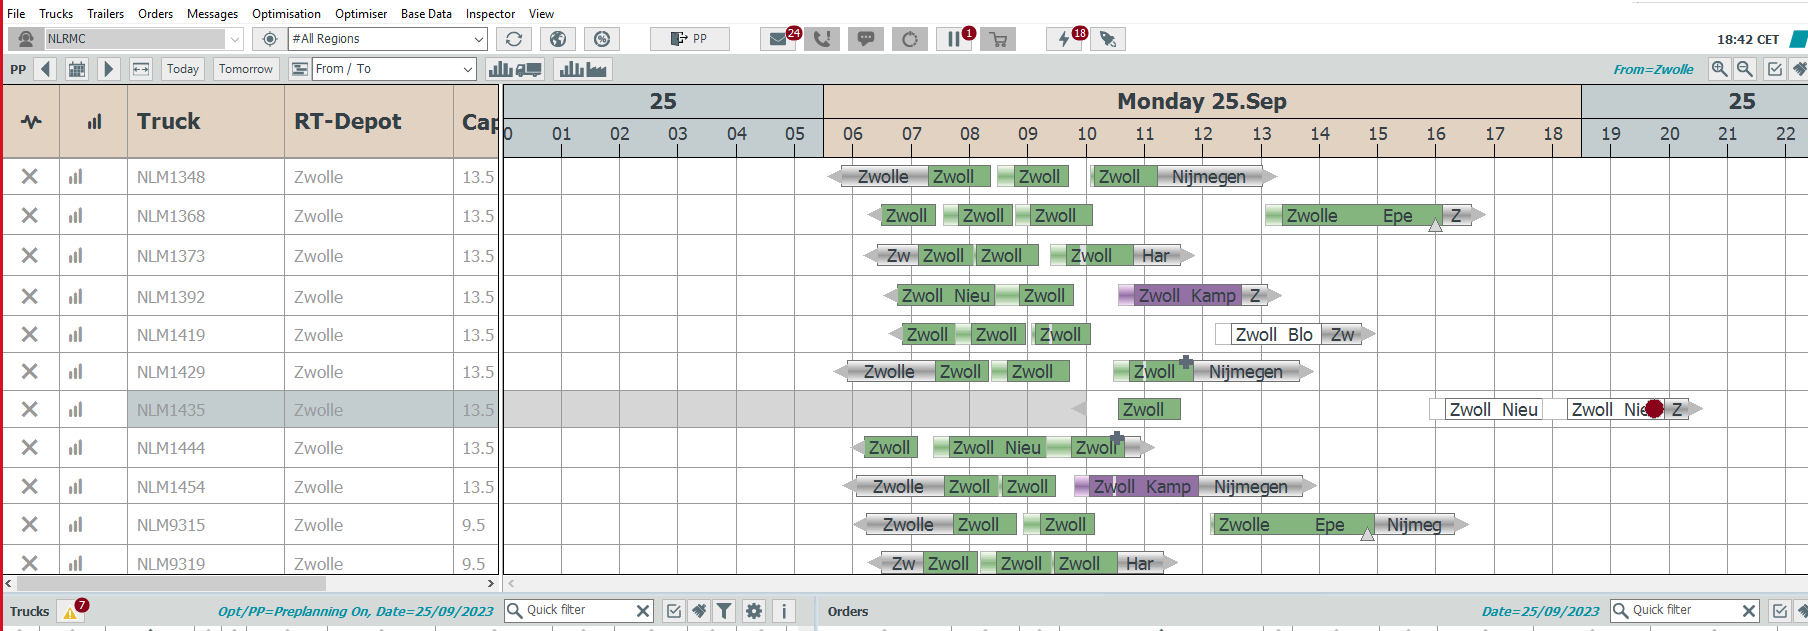 File Trucks Trailers Orders Messages Optimisation Optimiser Base Data Inspector View
NLRMC #All Regions PP 24 1 18 18:42 CET
PP Today Tomorrow From / To From=Zwolle
25 Monday 25.Sep 25
Truck RT-Depot Cap
0 01 02 03 04 05 06 07 08 09 10 11 12 13 14 15 16 17 18 19 20 21 22
NLM1348 Zwolle 13.5 Zwolle Zwoll Zwoll Zwoll Nijmegen
NLM1368 Zwolle 13.5 Zwoll Zwoll Zwoll Zwolle Epe Z
NLM1373 Zwolle 13.5 Zw Zwoll Zwoll Zwoll Har
NLM1392 Zwolle 13.5 Zwoll Nieu Zwoll Zwoll Kamp Z
NLM1419 Zwolle 13.5 Zwoll Zwoll Zwoll Zwoll Blo Zw
NLM1429 Zwolle 13.5 Zwolle Zwoll Zwoll Zwoll Nijmegen
NLM1435 Zwolle 13.5 Zwoll Zwoll Nieu Zwoll Nie Z
NLM1444 Zwolle 13.5 Zwoll Zwoll Nieu Zwoll
NLM1454 Zwolle 13.5 Zwolle Zwoll Zwoll Zwoll Kamp Nijmegen
NLM9315 Zwolle 9.5 Zwolle Zwoll Zwoll Zwolle Epe Nijmeg
NLM9319 Zwolle 9.5 Zw Zwoll Zwoll Zwoll Har
Trucks 7 Opt/PP=Preplanning On, Date=25/09/2023 Quick filter Orders Date=25/09/2023 Quick filter